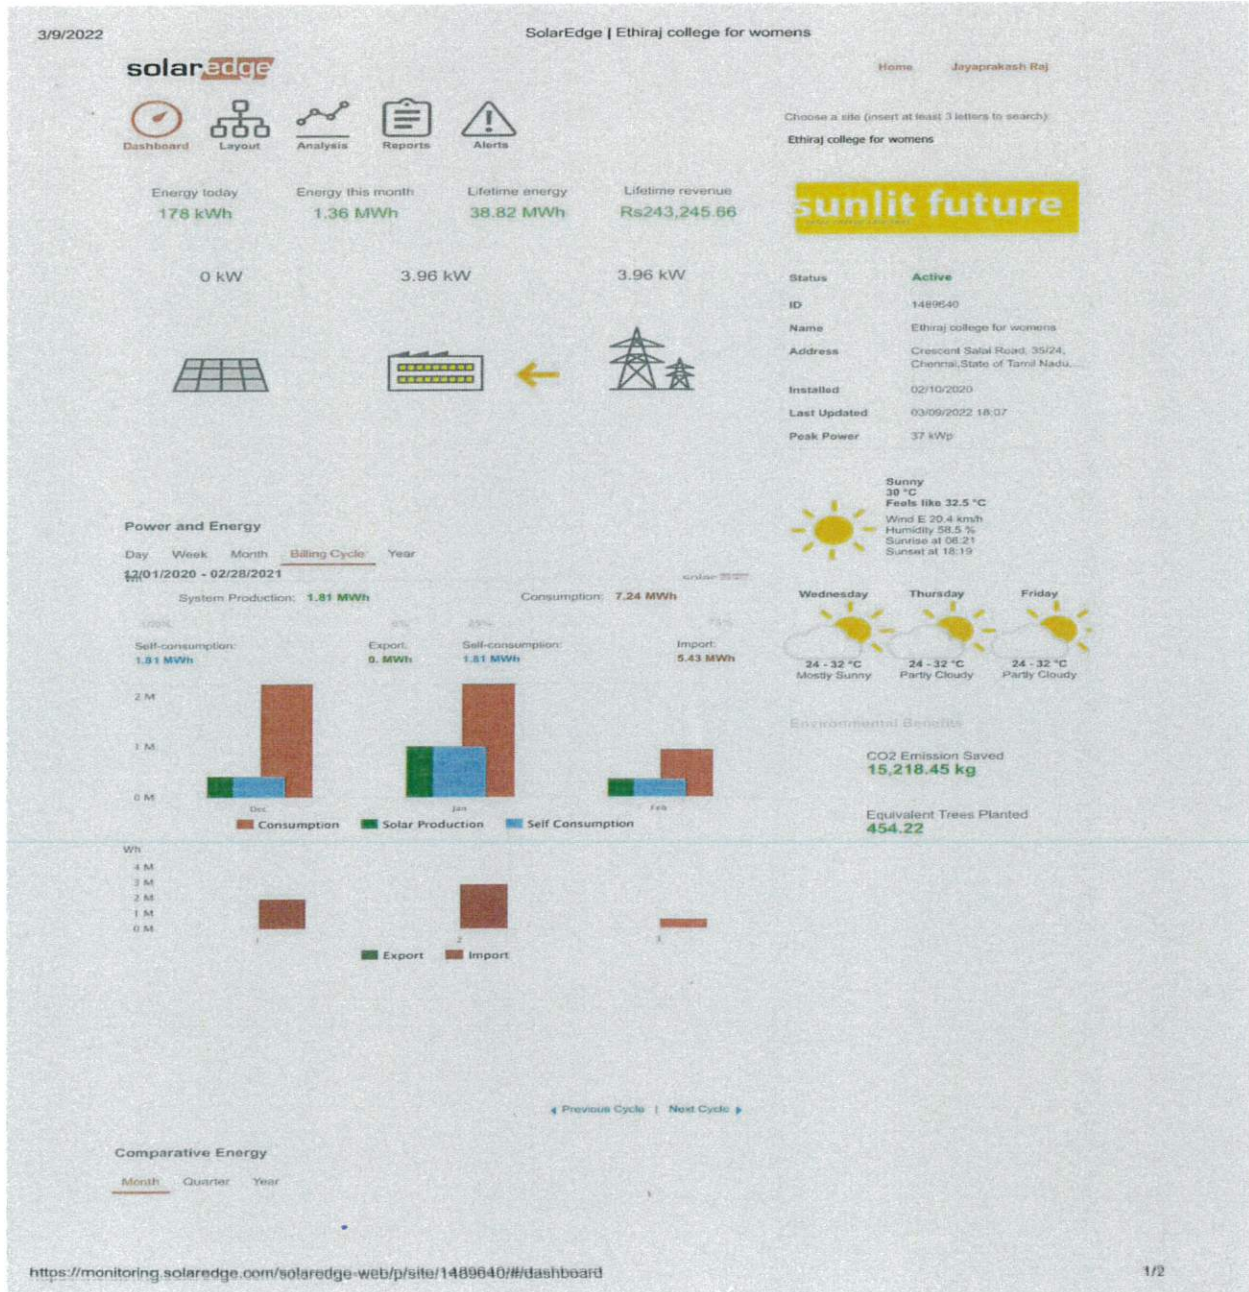 3/9/2022
SolarEdge | Ethiraj college for womens
solaredge
Home Jayaprakash Raj
Dashboard Layout Analysis Reports Alerts
Choose a site (insert at least 3 letters to search):
Ethiraj college for womens
Energy today Energy this month Lifetime energy Lifetime revenue
178 kWh 1.36 MWh 38.82 MWh Rs243,245.66
sunlit future
0 kW 3.96 kW 3.96 kW
Status Active
ID 1489640
Name Ethiraj college for womens
Address Crescent Salai Road, 35/24,
Chennai,State of Tamil Nadu,...
Installed 02/10/2020
Last Updated 03/09/2022 18:07
Peak Power 37 kWp
Sunny
30 °C
Feels like 32.5 °C
Wind E 20.4 km/h
Humidity 58.5 %
Sunrise at 06:21
Sunset at 18:19
Power and Energy
Day Week Month Billing Cycle Year
12/01/2020 - 02/28/2021
Wh
System Production: 1.81 MWh Consumption: 7.24 MWh
100% 0% 25% 75%
Self-consumption: Export: Self-consumption: Import:
1.81 MWh 0. MWh 1.81 MWh 5.43 MWh
2 M
1 M
0 M
Dec Jan Feb
Consumption Solar Production Self Consumption
Wednesday Thursday Friday
24 - 32 °C 24 - 32 °C 24 - 32 °C
Mostly Sunny Partly Cloudy Partly Cloudy
Environmental Benefits
CO2 Emission Saved
15,218.45 kg
Equivalent Trees Planted
454.22
Wh
4 M
3 M
2 M
1 M
0 M
1 2 3
Export Import
Previous Cycle | Next Cycle
Comparative Energy
Month Quarter Year
https://monitoring.solaredge.com/solaredge-web/p/site/1489640/#/dashboard
1/2